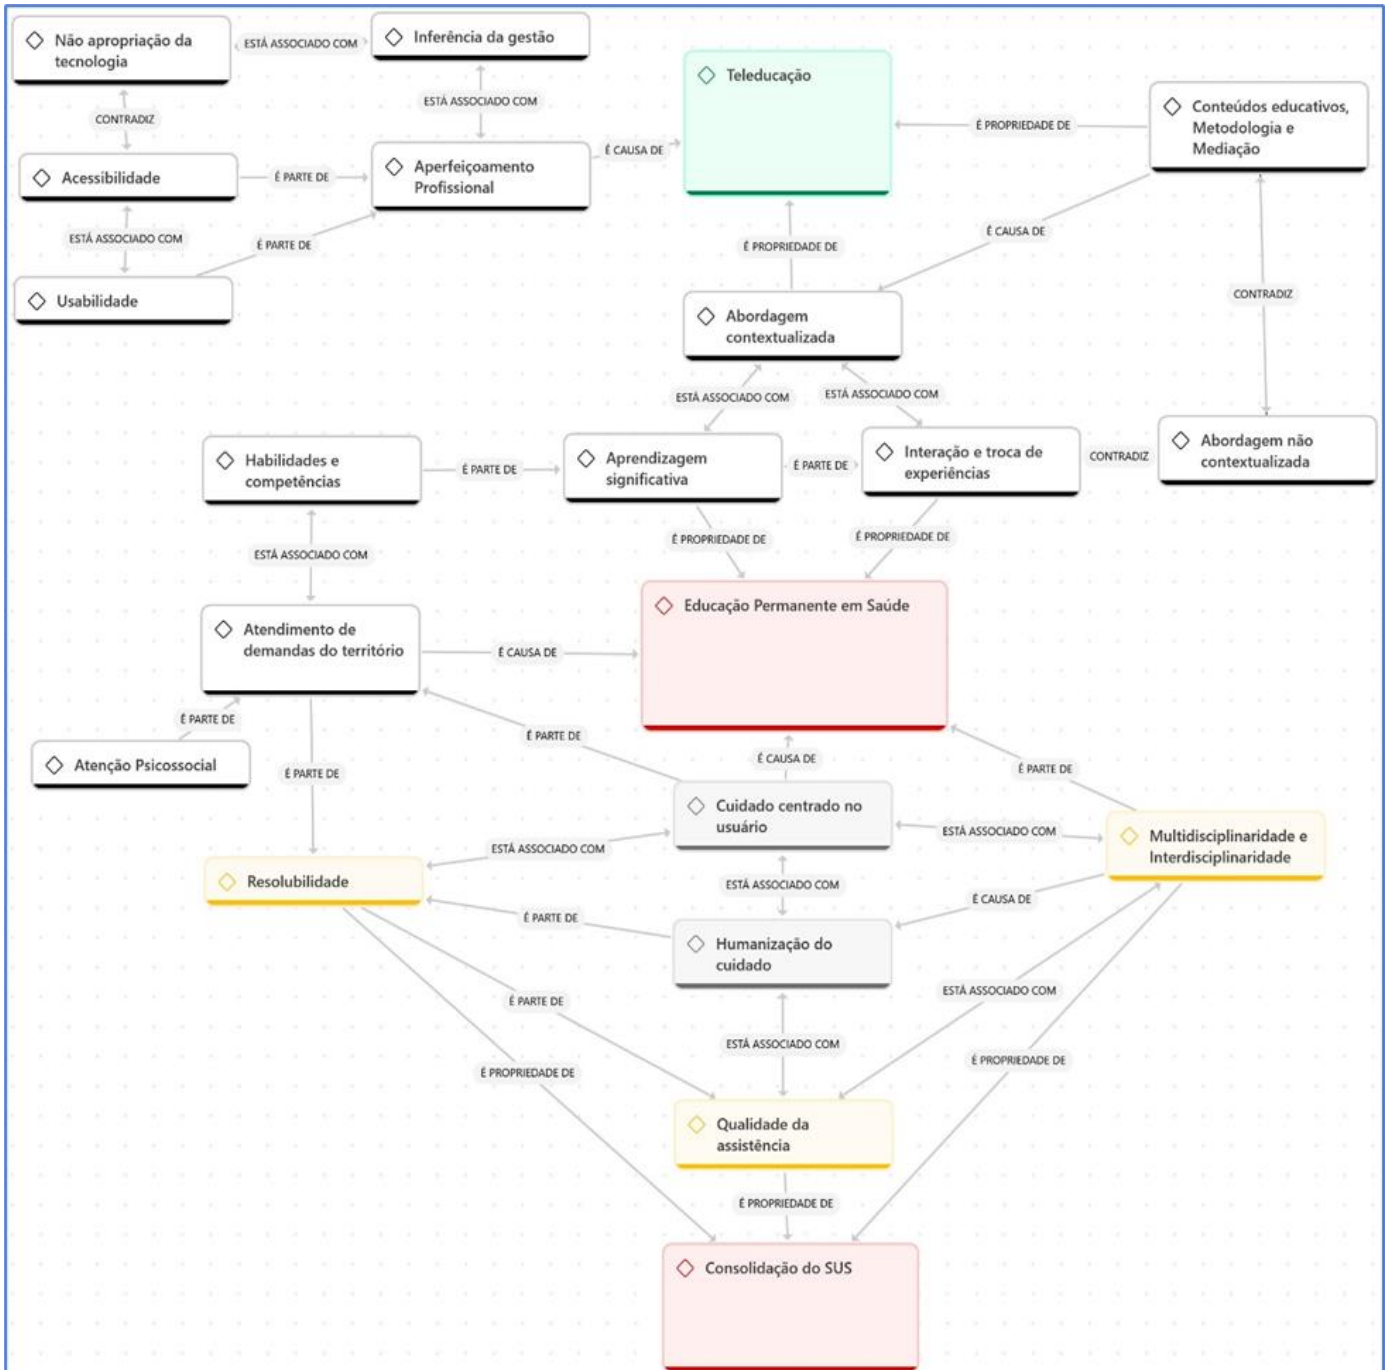 Não apropriação da
tecnologia
ESTÁ ASSOCIADO COM
Inferência da gestão
Teleducação
CONTRADIZ
ESTÁ ASSOCIADO COM
É PROPRIEDADE DE
Conteúdos educativos,
Metodologia e
Mediação
Acessibilidade
É PARTE DE
Aperfeiçoamento
Profissional
É CAUSA DE
ESTÁ ASSOCIADO COM
É PARTE DE
É PROPRIEDADE DE
É CAUSA DE
Usabilidade
Abordagem
contextualizada
CONTRADIZ
ESTÁ ASSOCIADO COM
ESTÁ ASSOCIADO COM
Habilidades e
competências
É PARTE DE
Aprendizagem
significativa
É PARTE DE
Interação e troca de
experiências
CONTRADIZ
Abordagem não
contextualizada
ESTÁ ASSOCIADO COM
É PROPRIEDADE DE
É PROPRIEDADE DE
Educação Permanente em Saúde
Atendimento de
demandas do território
É CAUSA DE
É PARTE DE
Atenção Psicossocial
É PARTE DE
É PARTE DE
É CAUSA DE
É PARTE DE
Cuidado centrado no
usuário
ESTÁ ASSOCIADO COM
Multidisciplinaridade e
Interdisciplinaridade
ESTÁ ASSOCIADO COM
Resolubilidade
ESTÁ ASSOCIADO COM
É CAUSA DE
É PARTE DE
Humanização do
cuidado
É PARTE DE
ESTÁ ASSOCIADO COM
ESTÁ ASSOCIADO COM
É PROPRIEDADE DE
É PROPRIEDADE DE
Qualidade da
assistência
É PROPRIEDADE DE
Consolidação do SUS